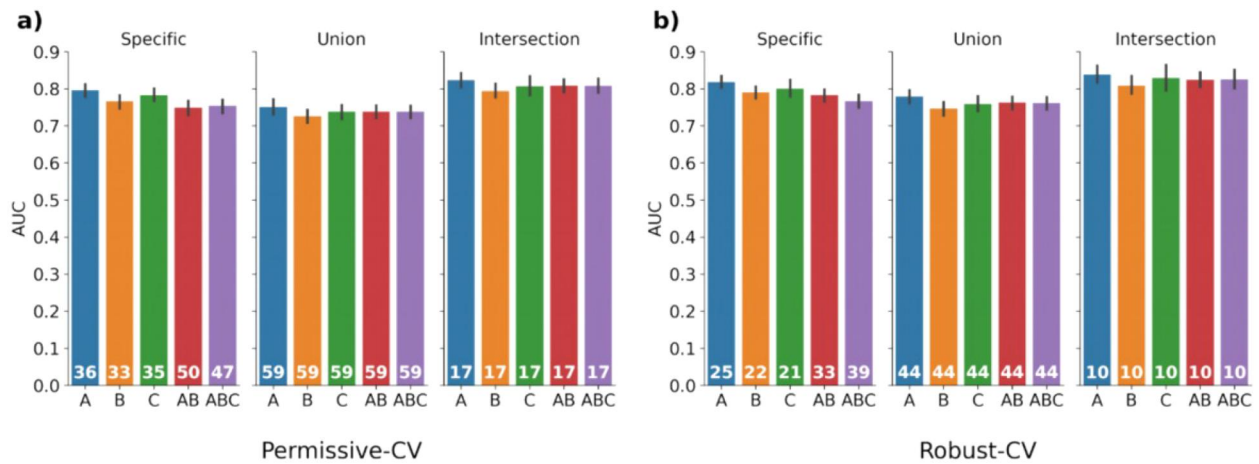 a)
Specific Union Intersection
AUC
0.9
0.8
0.7
0.6
0.5
0.4
0.3
0.2
0.1
0.0
36 33 35 50 47 59 59 59 59 59 17 17 17 17 17
A B C AB ABC A B C AB ABC A B C AB ABC
Permissive-CV
b)
Specific Union Intersection
AUC
0.9
0.8
0.7
0.6
0.5
0.4
0.3
0.2
0.1
0.0
25 22 21 33 39 44 44 44 44 44 10 10 10 10 10
A B C AB ABC A B C AB ABC A B C AB ABC
Robust-CV